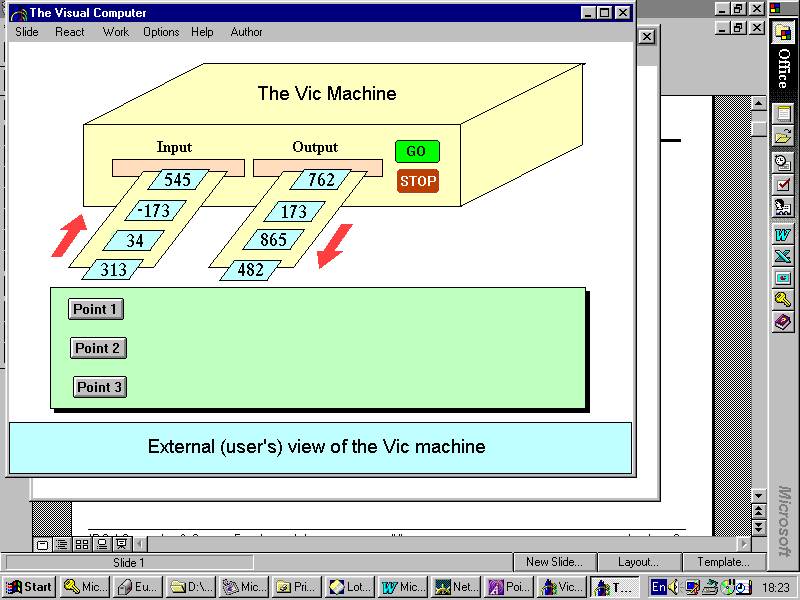 The Visual Computer
Slide React Work Options Help Author
The Vic Machine
Input Output
GO
STOP
545 762
-173 173
34 865
313 482
Point 1
Point 2
Point 3
External (user's) view of the Vic machine
Office
Microsoft
Slide 1
New Slide... Layout... Template...
Start Mic... Eu... D:\... Mic... Pri... Lot... Mic... Net... Poi... Vic... T... En 18:23